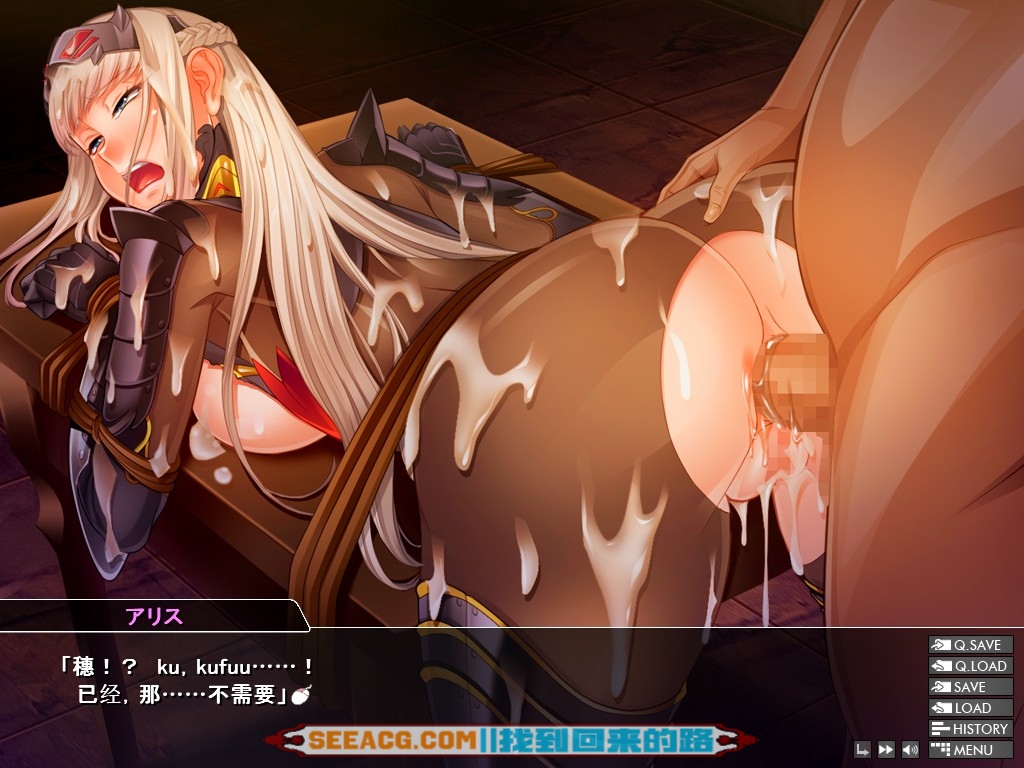 アリス
「穗！？ ku, kufuu……！
已经, 那……不需要」
Q.SAVE
Q.LOAD
SAVE
LOAD
HISTORY
MENU
SEEACG.COM||找到回来的路